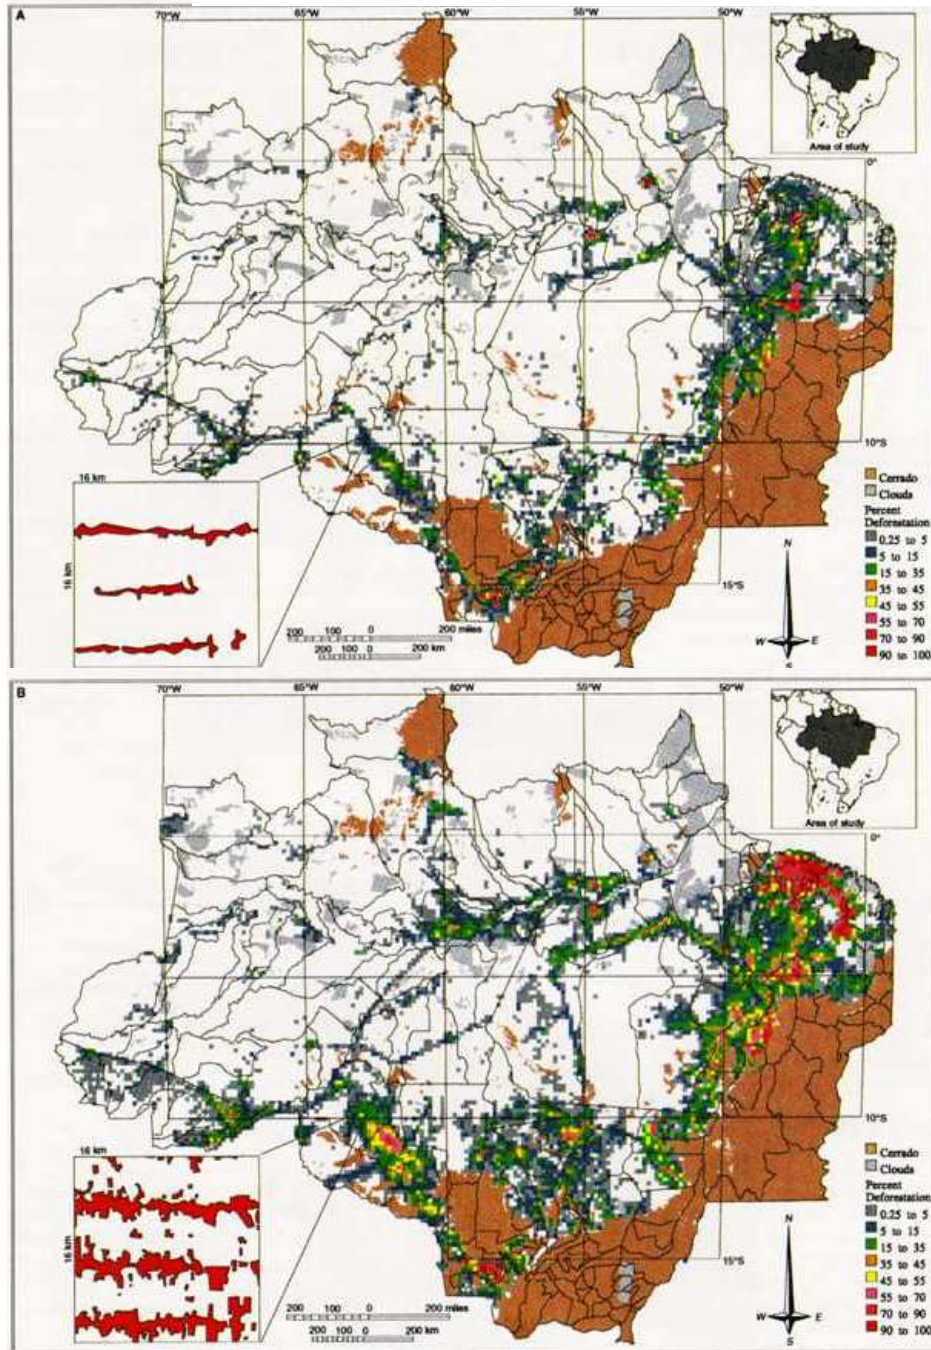 A
70°W
65°W
60°W
55°W
50°W
Area of study
0°
10°S
15°S
16 km
16 km
Cerrado
Clouds
Percent
Deforestation
0.25 to 5
5 to 15
15 to 35
35 to 45
45 to 55
55 to 70
70 to 90
90 to 100
N
W
E
S
200 100 0 200 miles
200 100 0 200 km
B
70°W
65°W
60°W
55°W
50°W
Area of study
0°
10°S
15°S
16 km
16 km
Cerrado
Clouds
Percent
Deforestation
0.25 to 5
5 to 15
15 to 35
35 to 45
45 to 55
55 to 70
70 to 90
90 to 100
N
W
E
S
200 100 0 200 miles
200 100 0 200 km